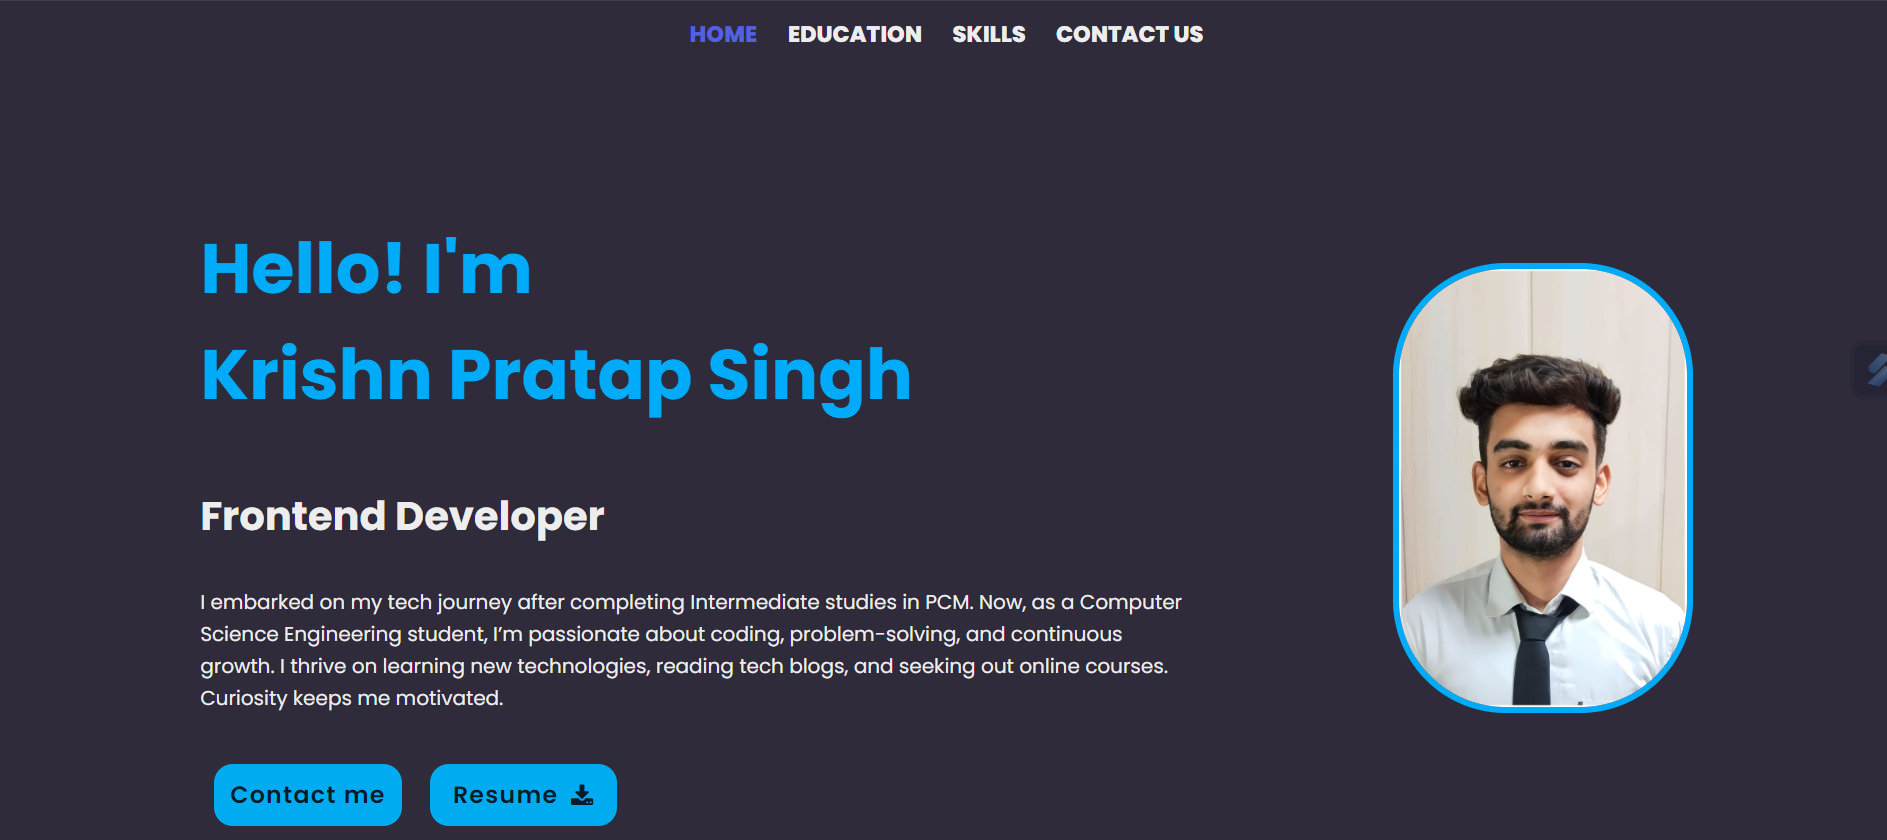 HOME EDUCATION SKILLS CONTACT US
Hello! I'm
Krishn Pratap Singh
Frontend Developer
I embarked on my tech journey after completing Intermediate studies in PCM. Now, as a Computer
Science Engineering student, I’m passionate about coding, problem-solving, and continuous
growth. I thrive on learning new technologies, reading tech blogs, and seeking out online courses.
Curiosity keeps me motivated.
Contact me Resume